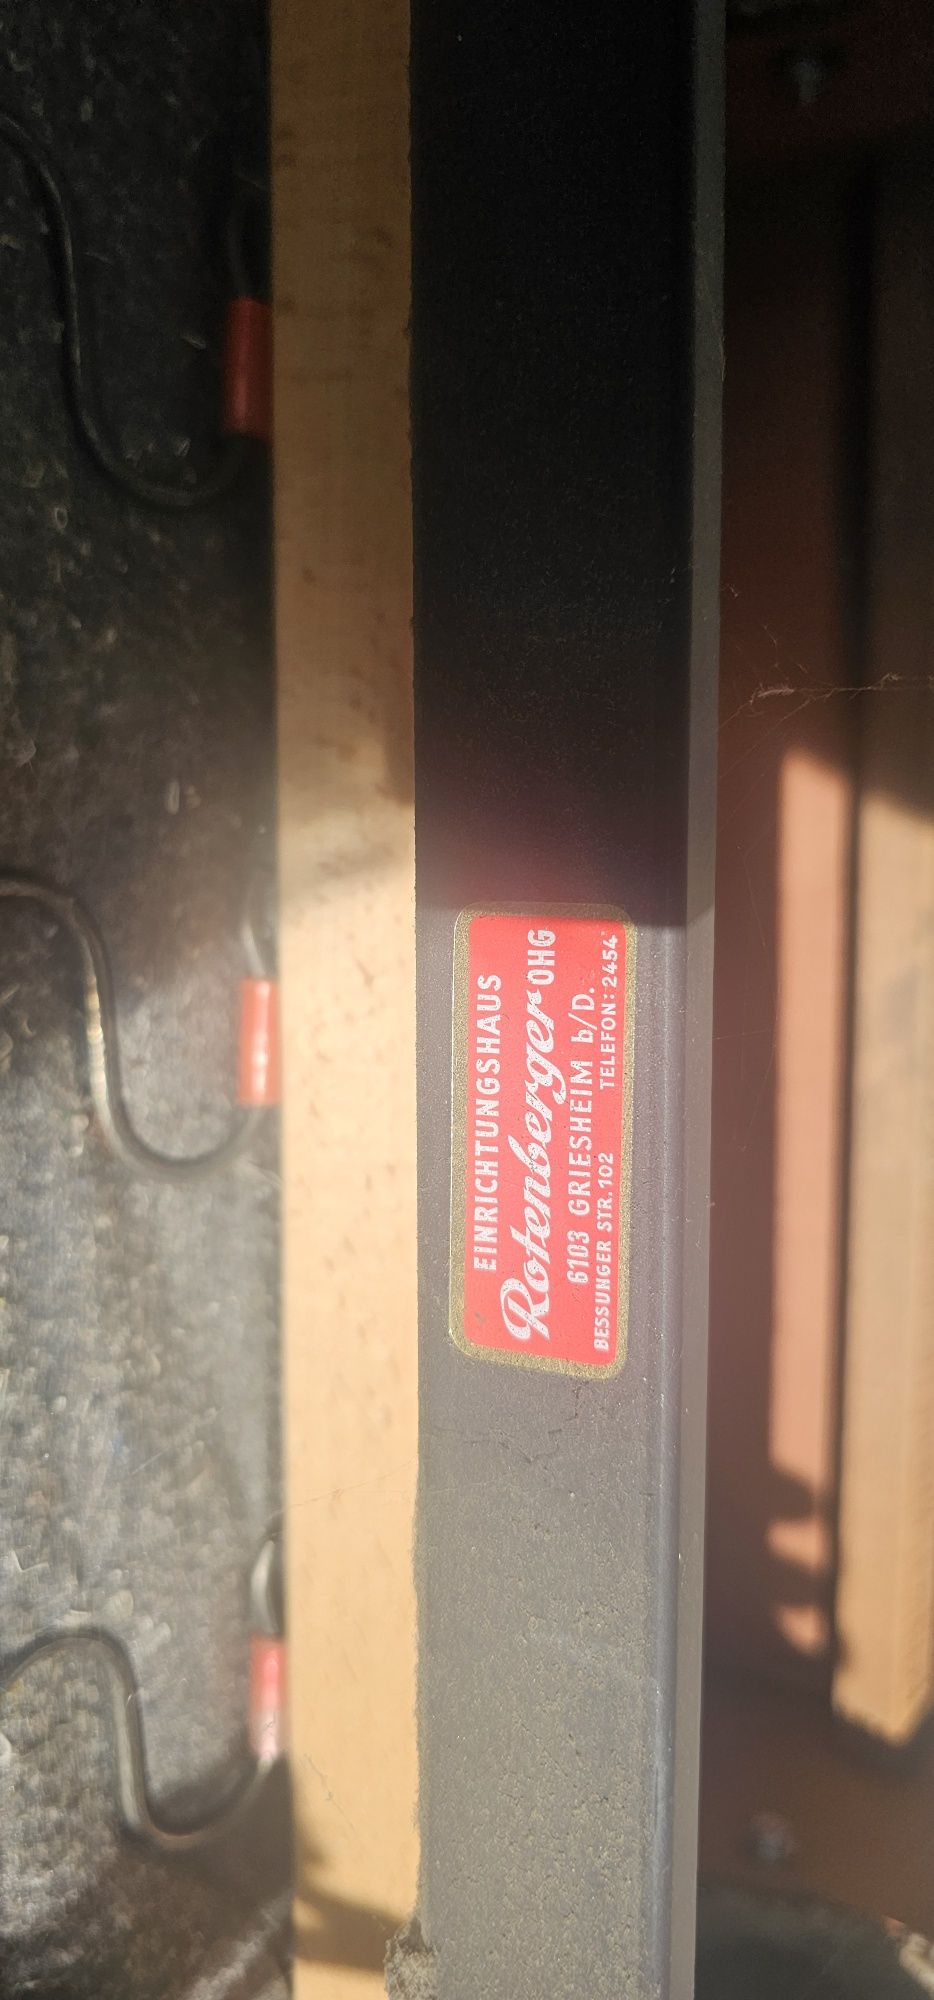 EINRICHTUNGSHAUS
Rotenberger OHG
6103 GRIESHEIM b/D.
BESSUNGER STR. 102 TELEFON: 2454